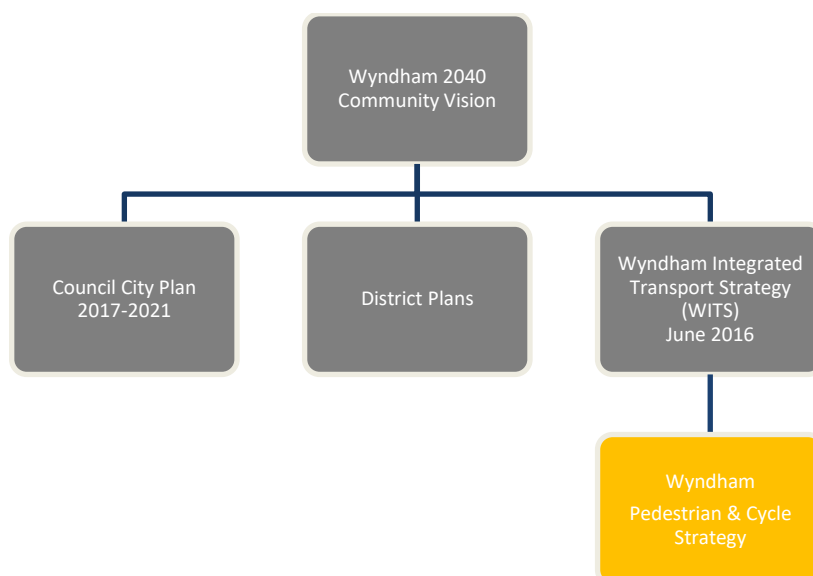 Wyndham 2040
Community Vision
Council City Plan
2017-2021
District Plans
Wyndham Integrated
Transport Strategy
(WITS)
June 2016
Wyndham
Pedestrian & Cycle
Strategy